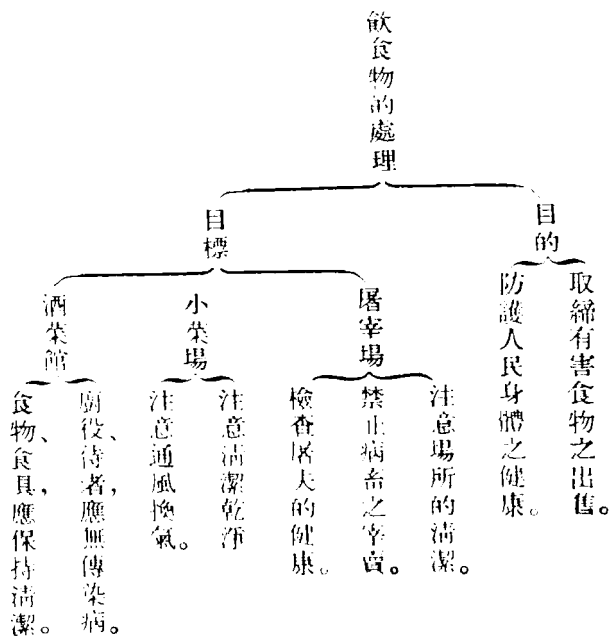 飲食物的處理
目的
取締有害食物之出售。
防護人民身體之健康。
目標
屠宰場
注意場所的清潔。
禁止病畜之宰賣。
檢查屠夫的健康。
小菜場
注意清潔乾淨
注意通風換氣。
酒菜館
廚役、侍者，應無傳染病。
食物、食具，應保持清潔。